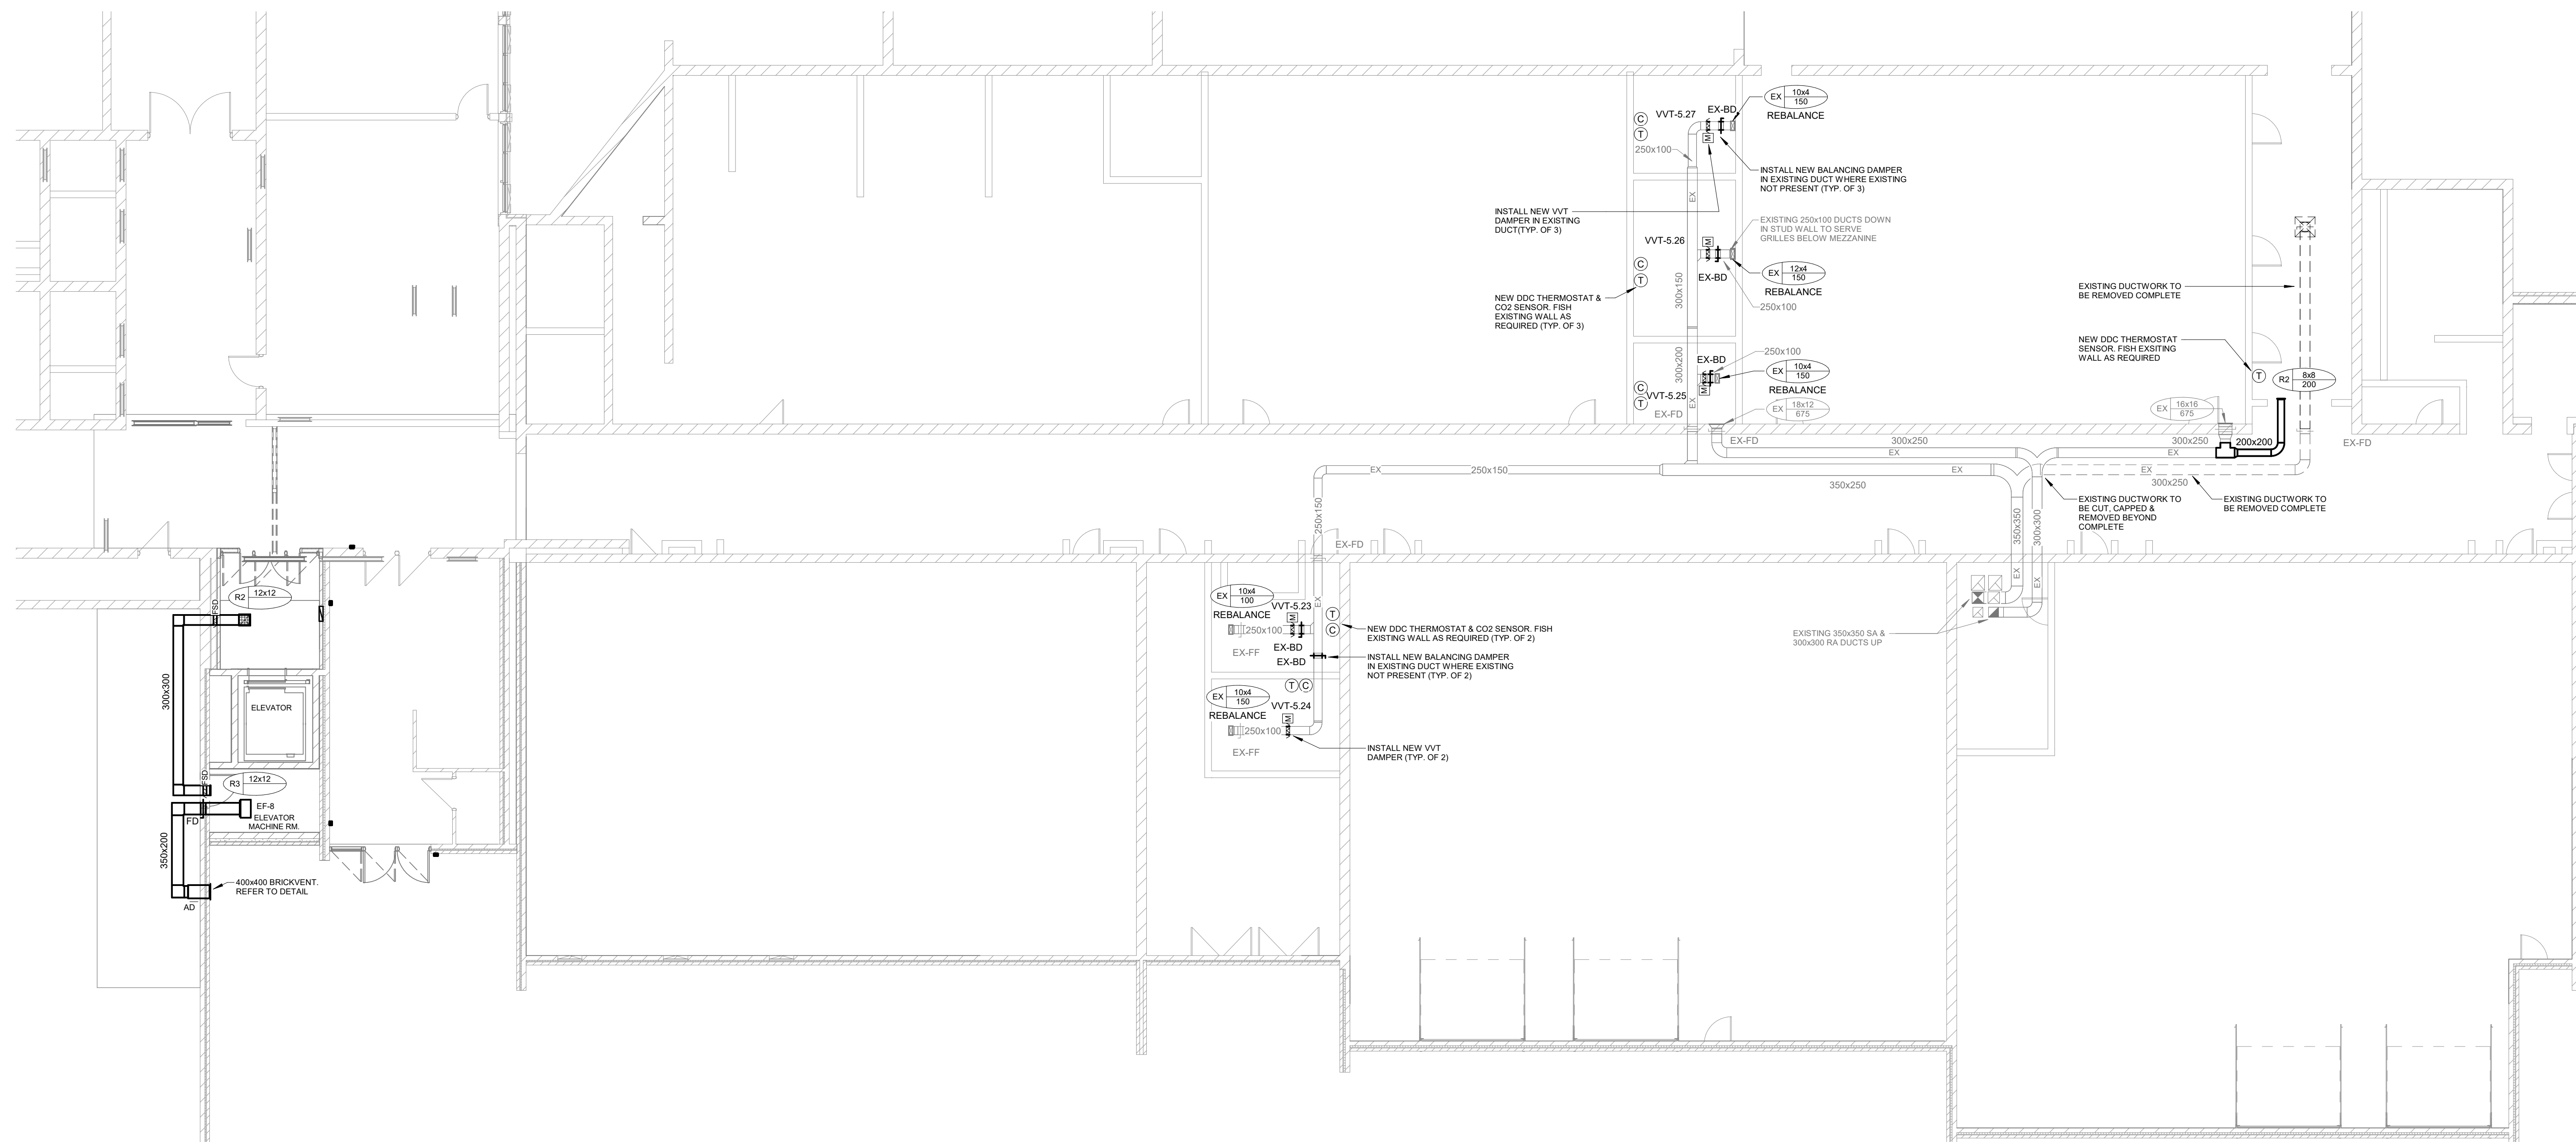 EX 10x4
150
REBALANCE
VVT-5.27
EX-BD
C
T
M
250x100
INSTALL NEW BALANCING DAMPER
IN EXISTING DUCT WHERE EXISTING
NOT PRESENT (TYP. OF 3)
EX
INSTALL NEW VVT
DAMPER IN EXISTING
DUCT(TYP. OF 3)
EXISTING 250x100 DUCTS DOWN
IN STUD WALL TO SERVE
GRILLES BELOW MEZZANINE
VVT-5.26
M
C
T
EX 12x4
150
REBALANCE
EX-BD
250x100
300x150
NEW DDC THERMOSTAT &
CO2 SENSOR. FISH
EXISTING WALL AS
REQUIRED (TYP. OF 3)
EXISTING DUCTWORK TO
BE REMOVED COMPLETE
NEW DDC THERMOSTAT
SENSOR. FISH EXSITING
WALL AS REQUIRED
T
R2 8x8
200
300x200
EX-BD
250x100
EX 10x4
150
REBALANCE
M
C
T
VVT-5.25
EX
EX-FD
EX 18x12
675
EX 16x16
675
EX-FD
300x250
300x250
200x200
EX-FD
EX
EX
EX
250x150
EX
EX
350x250
300x250
EXISTING DUCTWORK TO
BE CUT, CAPPED &
REMOVED BEYOND
COMPLETE
EXISTING DUCTWORK TO
BE REMOVED COMPLETE
250x150
350x350
300x300
EX-FD
EX
EX
EX
R2 12x12
FSD
EX 10x4
100
REBALANCE
VVT-5.23
M
T
C
250x100
NEW DDC THERMOSTAT & CO2 SENSOR. FISH
EXISTING WALL AS REQUIRED (TYP. OF 2)
EXISTING 350x350 SA &
300x300 RA DUCTS UP
EX-FF
EX-BD
EX-BD
INSTALL NEW BALANCING DAMPER
IN EXISTING DUCT WHERE EXISTING
NOT PRESENT (TYP. OF 2)
T C
EX 10x4
150
REBALANCE
VVT-5.24
M
250x100
EX-FF
INSTALL NEW VVT
DAMPER (TYP. OF 2)
300x300
ELEVATOR
FSD
R3 12x12
EF-8
ELEVATOR
MACHINE RM.
FD
350x200
400x400 BRICKVENT.
REFER TO DETAIL
AD